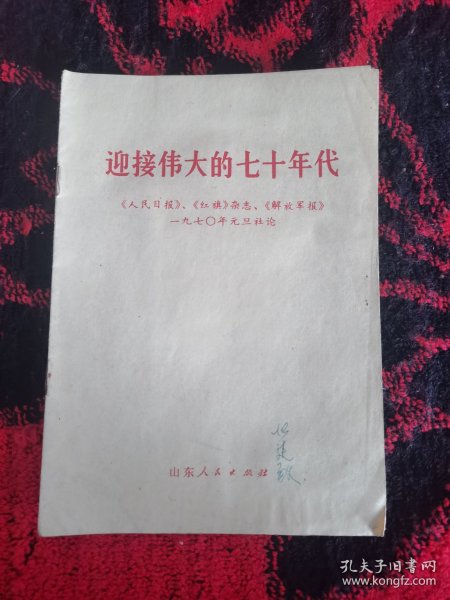 迎接伟大的七十年代
《人民日报》、《红旗》杂志、《解放军报》
一九七〇年元旦社论
山东人民出版社
孔夫子旧书网
www.kongfz.com